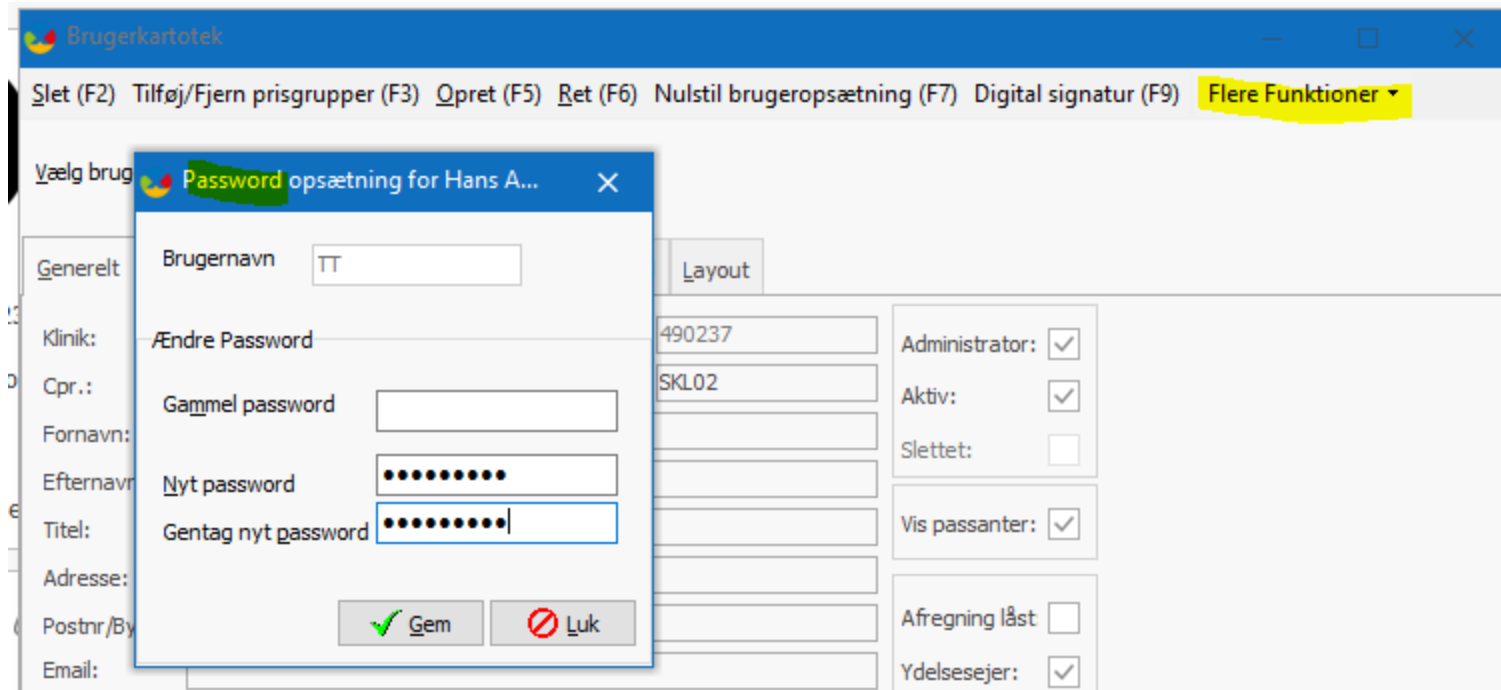 Brugerkartotek
Slet (F2) Tilføj/Fjern prisgrupper (F3) Opret (F5) Ret (F6) Nulstil brugeropsætning (F7) Digital signatur (F9) Flere Funktioner
Vælg brug
Password opsætning for Hans A...
Brugernavn TT
Generelt
Layout
Ændre Password
Klinik:
490237
Administrator:
Cpr.:
SKL02
Aktiv:
Gammel password
Fornavn:
Slettet:
Efternavr
Nyt password
Titel:
Gentag nyt password
Vis passanter:
Adresse:
Postnr/By
Gem
Luk
Afregning låst:
Email:
Ydelsesejer: